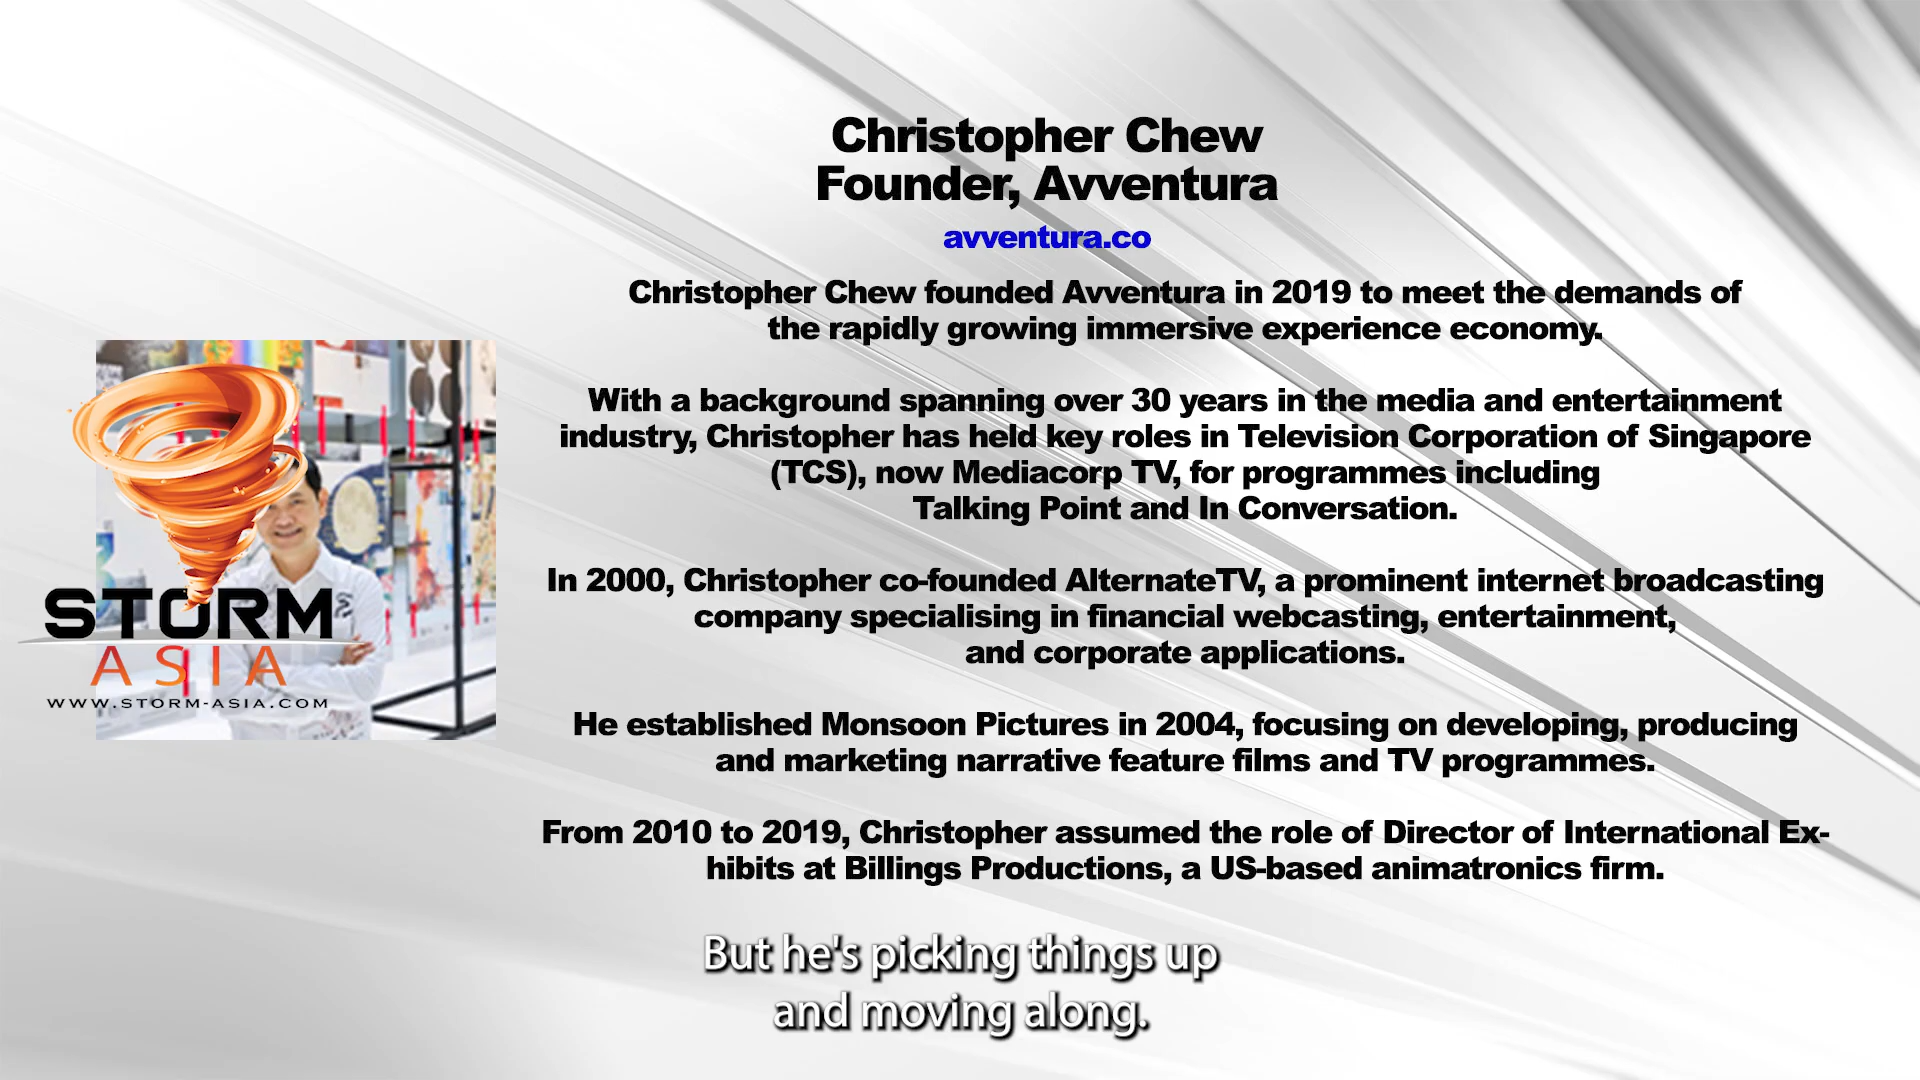 Christopher Chew
Founder, Avventura
avventura.co
Christopher Chew founded Avventura in 2019 to meet the demands of
the rapidly growing immersive experience economy.
With a background spanning over 30 years in the media and entertainment
industry, Christopher has held key roles in Television Corporation of Singapore
(TCS), now Mediacorp TV, for programmes including
Talking Point and In Conversation.
In 2000, Christopher co-founded AlternateTV, a prominent internet broadcasting
company specialising in financial webcasting, entertainment,
and corporate applications.
He established Monsoon Pictures in 2004, focusing on developing, producing
and marketing narrative feature films and TV programmes.
From 2010 to 2019, Christopher assumed the role of Director of International Ex-
hibits at Billings Productions, a US-based animatronics firm.
STORM
ASIA
WWW.STORM-ASIA.COM
But he's picking things up
and moving along.